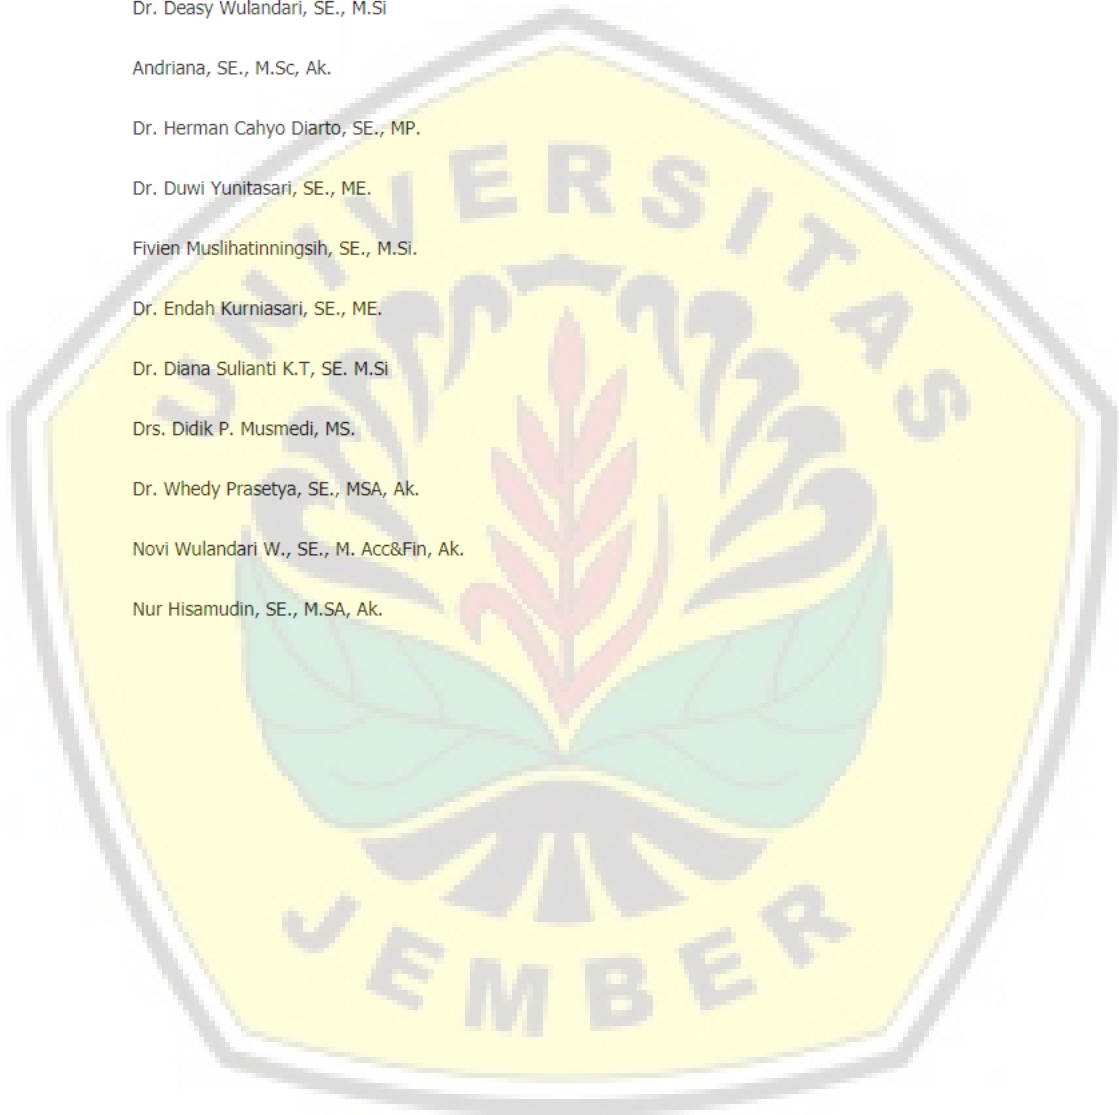 Dr. Deasy Wulandari, SE., M.Si
Andriana, SE., M.Sc, Ak.
Dr. Herman Cahyo Diarto, SE., MP.
Dr. Duwi Yunitasari, SE., ME.
Fivien Muslihatinningsih, SE., M.Si.
Dr. Endah Kurniasari, SE., ME.
Dr. Diana Sulianti K.T, SE. M.Si
Drs. Didik P. Musmedi, MS.
Dr. Whedy Prasetya, SE., MSA, Ak.
Novi Wulandari W., SE., M. Acc&Fin, Ak.
Nur Hisamudin, SE., M.SA, Ak.
UNIVERSITAS
JEMBER